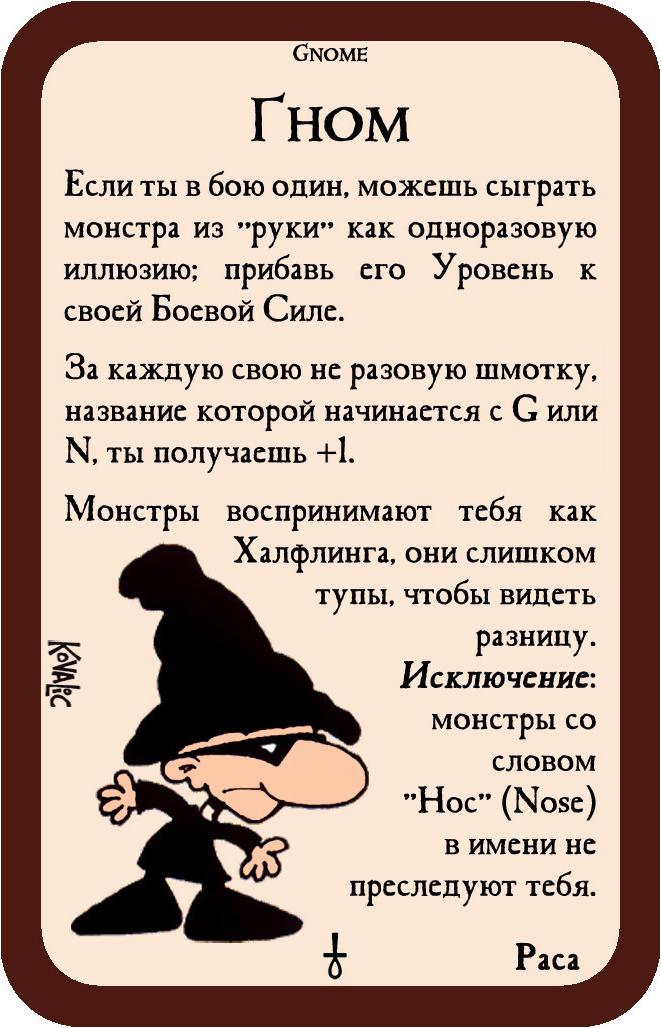 Gnome
Гном
Если ты в бою один, можешь сыграть
монстра из ”руки” как одноразовую
иллюзию; прибавь его Уровень к
своей Боевой Силе.
За каждую свою не разовую шмотку,
название которой начинается с G или
N, ты получаешь +1.
Монстры воспринимают тебя как
Халфлинга, они слишком
тупы, чтобы видеть
разницу.
Исключение:
монстры со
словом
”Нос” (Nose)
в имени не
преследуют тебя.
Kovalic
Раса